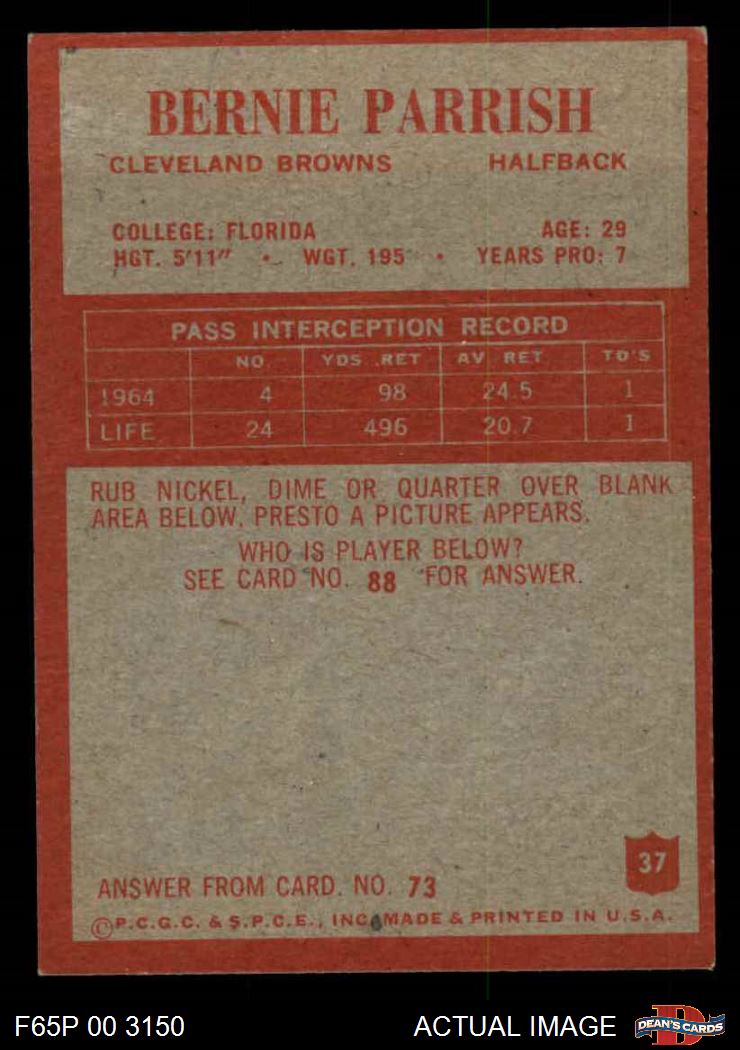 BERNIE PARRISH
CLEVELAND BROWNS HALFBACK
COLLEGE: FLORIDA AGE: 29
HGT. 5'11" • WGT. 195 • YEARS PRO: 7
PASS INTERCEPTION RECORD
NO. YDS RET AV RET TD'S
1964 4 98 24.5 1
LIFE 24 496 20.7 1
RUB NICKEL, DIME OR QUARTER OVER BLANK
AREA BELOW. PRESTO A PICTURE APPEARS.
WHO IS PLAYER BELOW?
SEE CARD NO. 88 FOR ANSWER.
37
ANSWER FROM CARD. NO. 73
©P.C.G.C. & S.P.C.E., INC. MADE & PRINTED IN U.S.A.
F65P 00 3150 ACTUAL IMAGE
D
DEAN'S CARDS